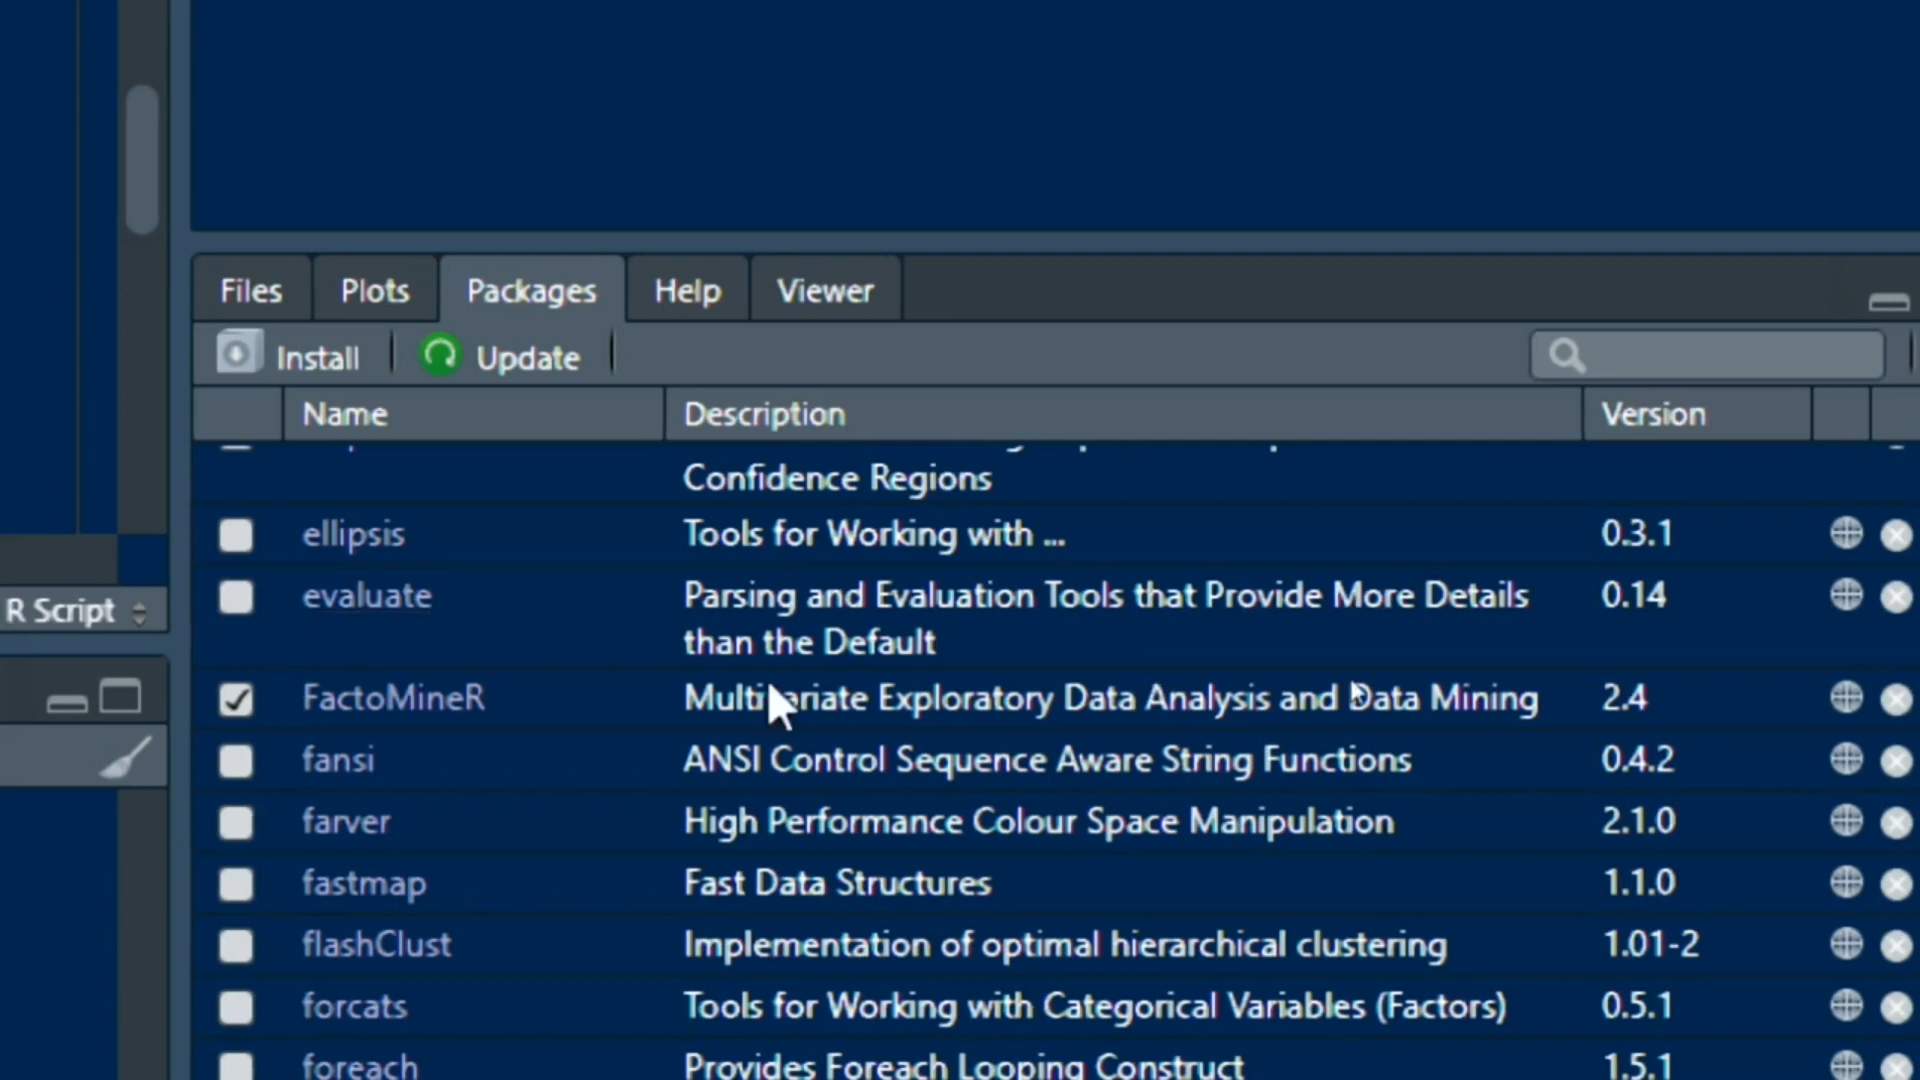 Files Plots Packages Help Viewer
Install Update
Name Description Version
Confidence Regions
ellipsis Tools for Working with ... 0.3.1
evaluate Parsing and Evaluation Tools that Provide More Details 0.14
than the Default
R Script
FactoMineR Multivariate Exploratory Data Analysis and Data Mining 2.4
fansi ANSI Control Sequence Aware String Functions 0.4.2
farver High Performance Colour Space Manipulation 2.1.0
fastmap Fast Data Structures 1.1.0
flashClust Implementation of optimal hierarchical clustering 1.01-2
forcats Tools for Working with Categorical Variables (Factors) 0.5.1
foreach Provides Foreach Looping Construct 1.5.1